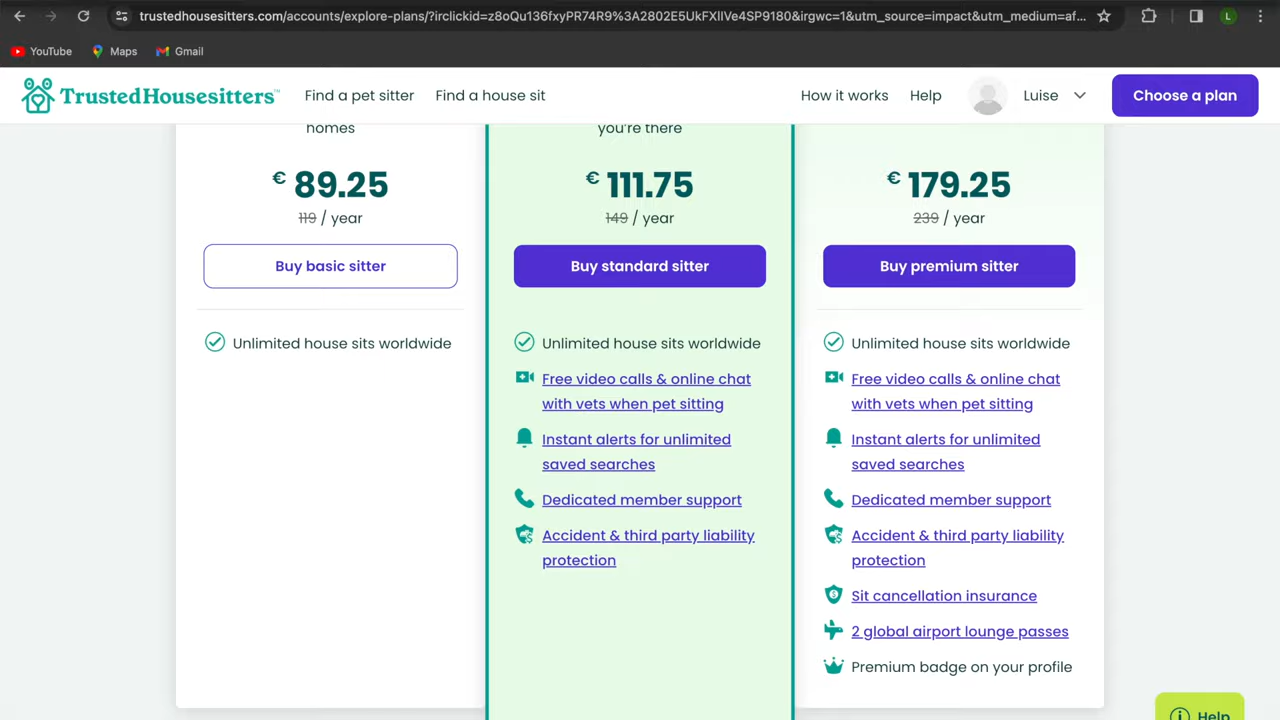 trustedhousesitters.com/accounts/explore-plans/?irclickid=z8oQu136fxyPR74R9%3A2802E5UkFXlIVe4SP9180&irgwc=1&utm_source=impact&utm_medium=af...
L
YouTube
Maps
Gmail
TrustedHousesitters™
Find a pet sitter
Find a house sit
How it works
Help
Luise
Choose a plan
homes
€ 89.25
119 / year
Buy basic sitter
Unlimited house sits worldwide
you're there
€ 111.75
149 / year
Buy standard sitter
Unlimited house sits worldwide
Free video calls & online chat
with vets when pet sitting
Instant alerts for unlimited
saved searches
Dedicated member support
Accident & third party liability
protection
€ 179.25
239 / year
Buy premium sitter
Unlimited house sits worldwide
Free video calls & online chat
with vets when pet sitting
Instant alerts for unlimited
saved searches
Dedicated member support
Accident & third party liability
protection
Sit cancellation insurance
2 global airport lounge passes
Premium badge on your profile
Help